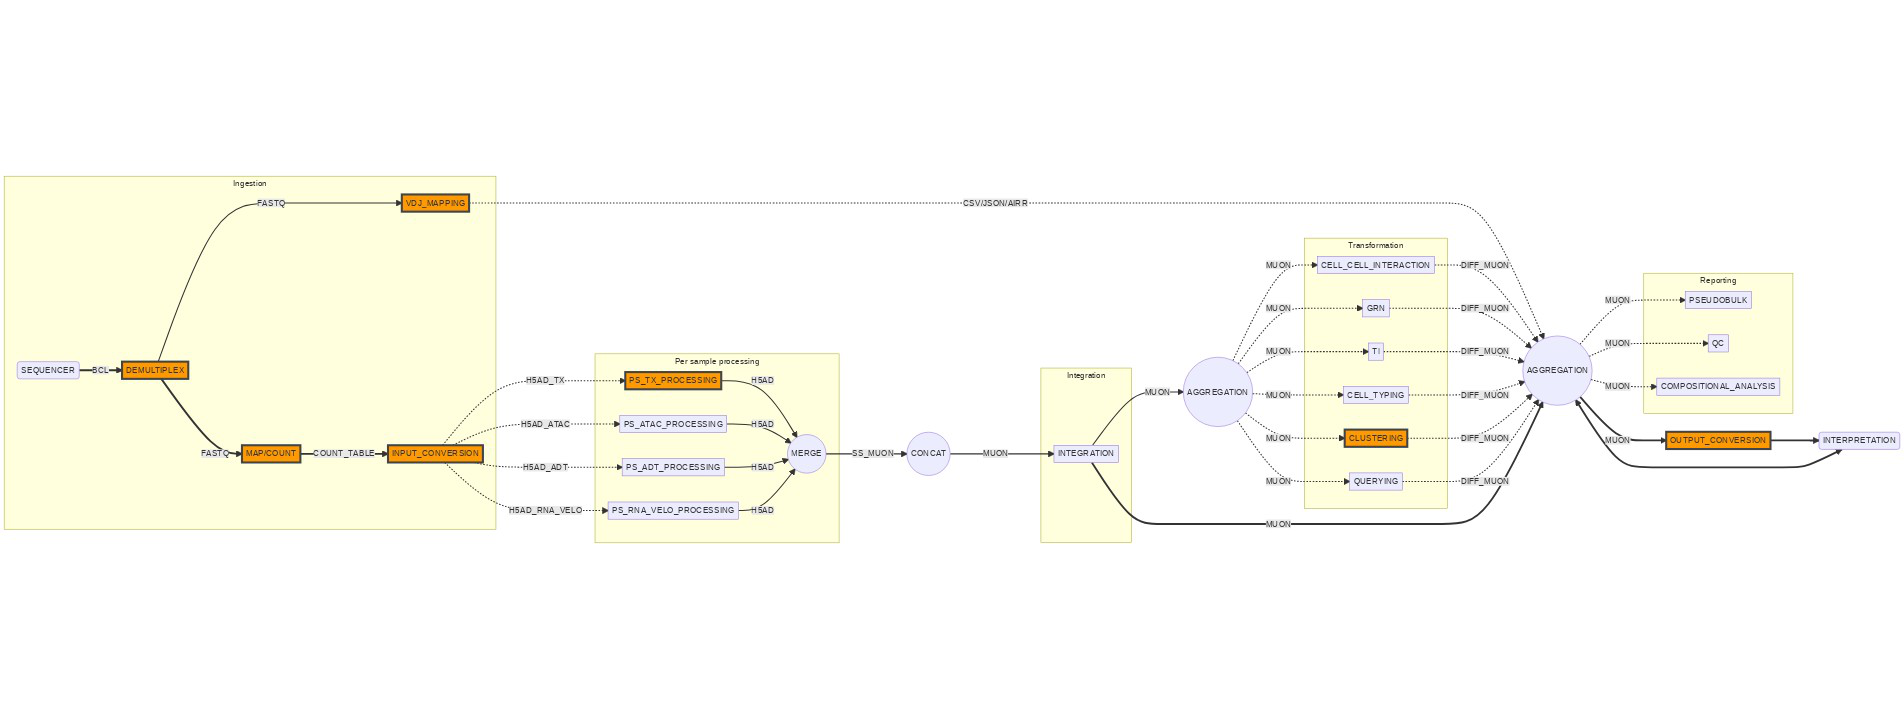 Ingestion
FASTQ
VDJ_MAPPING
SEQUENCER
BCL
DEMULTIPLEX
FASTQ
MAP/COUNT
COUNT_TABLE
INPUT_CONVERSION
CSV/JSON/AIRR
H5AD_TX
H5AD_ATAC
H5AD_ADT
H5AD_RNA_VELO
Per sample processing
PS_TX_PROCESSING
H5AD
PS_ATAC_PROCESSING
H5AD
PS_ADT_PROCESSING
H5AD
PS_RNA_VELO_PROCESSING
H5AD
MERGE
SS_MUON
CONCAT
MUON
Integration
INTEGRATION
MUON
MUON
AGGREGATION
MUON
MUON
MUON
MUON
MUON
MUON
Transformation
CELL_CELL_INTERACTION
GRN
TI
CELL_TYPING
CLUSTERING
QUERYING
DIFF_MUON
DIFF_MUON
DIFF_MUON
DIFF_MUON
DIFF_MUON
DIFF_MUON
AGGREGATION
MUON
MUON
MUON
MUON
Reporting
PSEUDOBULK
QC
COMPOSITIONAL_ANALYSIS
OUTPUT_CONVERSION
INTERPRETATION